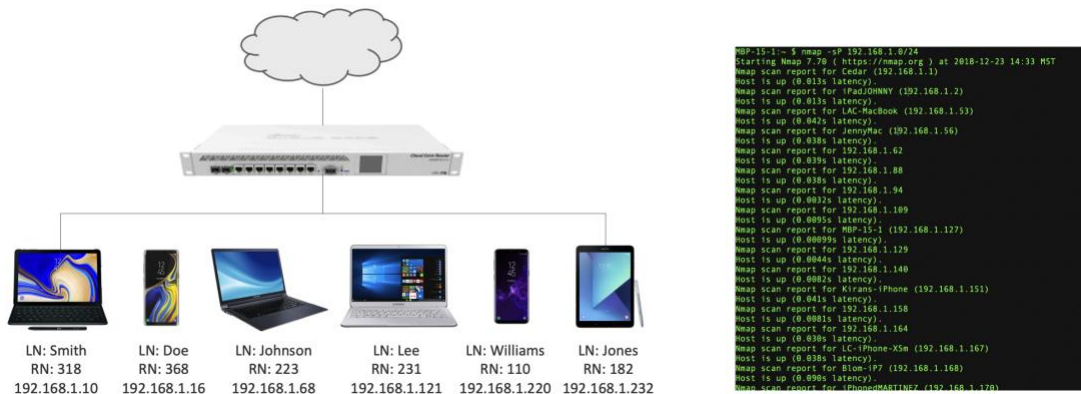 Cloud Core Router
LN: Smith
RN: 318
192.168.1.10
LN: Doe
RN: 368
192.168.1.16
LN: Johnson
RN: 223
192.168.1.68
LN: Lee
RN: 231
192.168.1.121
LN: Williams
RN: 110
192.168.1.220
LN: Jones
RN: 182
192.168.1.232
MBP-15-1:~ $ nmap -sP 192.168.1.0/24
Starting Nmap 7.70 ( https://nmap.org ) at 2018-12-23 14:33 MST
Nmap scan report for Cedar (192.168.1.1)
Host is up (0.013s latency).
Nmap scan report for iPadJOHNNY (192.168.1.2)
Host is up (0.013s latency).
Nmap scan report for LAC-MacBook (192.168.1.53)
Host is up (0.042s latency).
Nmap scan report for JennyMac (192.168.1.56)
Host is up (0.038s latency).
Nmap scan report for 192.168.1.62
Host is up (0.039s latency).
Nmap scan report for 192.168.1.88
Host is up (0.038s latency).
Nmap scan report for 192.168.1.94
Host is up (0.0032s latency).
Nmap scan report for 192.168.1.109
Host is up (0.0095s latency).
Nmap scan report for MBP-15-1 (192.168.1.127)
Host is up (0.00099s latency).
Nmap scan report for 192.168.1.129
Host is up (0.0044s latency).
Nmap scan report for 192.168.1.140
Host is up (0.0082s latency).
Nmap scan report for Kirans-iPhone (192.168.1.151)
Host is up (0.041s latency).
Nmap scan report for 192.168.1.158
Host is up (0.0081s latency).
Nmap scan report for 192.168.1.164
Host is up (0.030s latency).
Nmap scan report for LC-iPhone-XSm (192.168.1.167)
Host is up (0.038s latency).
Nmap scan report for Blom-iP7 (192.168.1.168)
Host is up (0.090s latency).
Nmap scan report for iPhonedMARTINEZ (192.168.1.170)